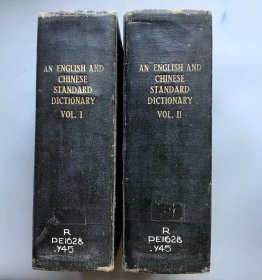 AN ENGLISH AND
CHINESE
STANDARD
DICTIONARY
VOL. I
R
PE1628
.Y45
AN ENGLISH AND
CHINESE
STANDARD
DICTIONARY
VOL. II
R
PE1628
.Y45